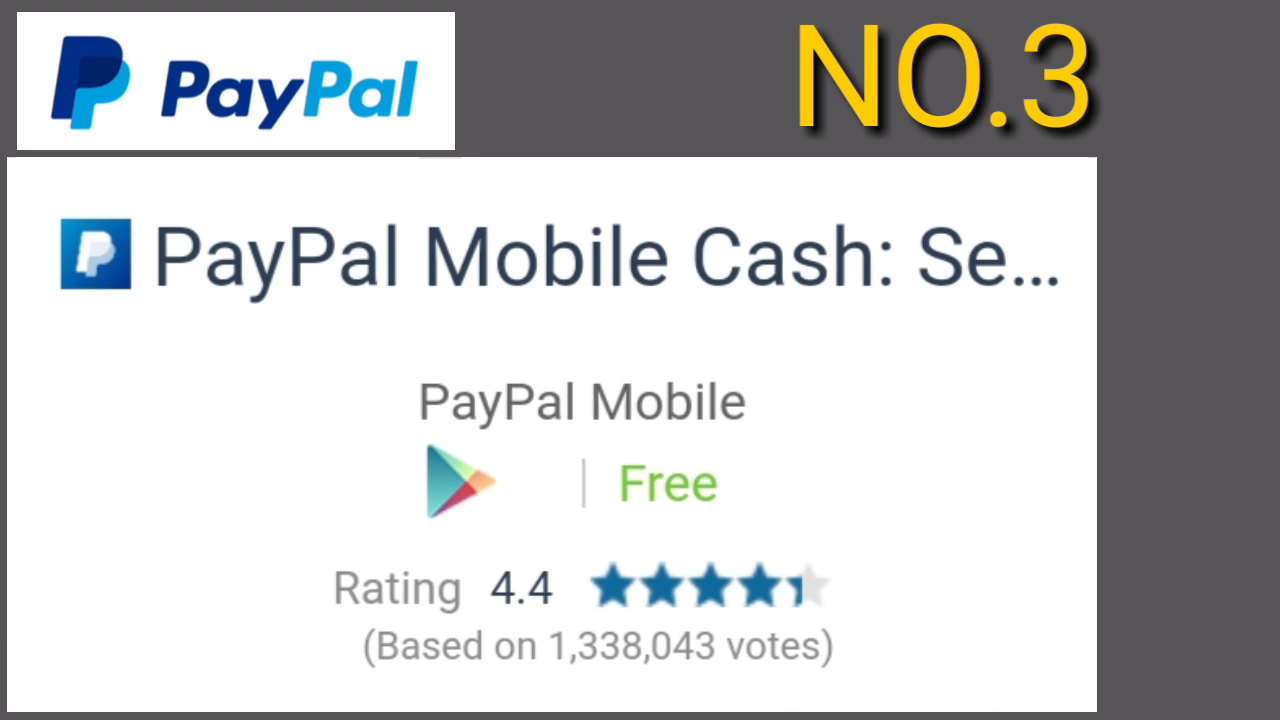 PayPal
NO.3
PayPal Mobile Cash: Se...
PayPal Mobile
Free
Rating 4.4
(Based on 1,338,043 votes)